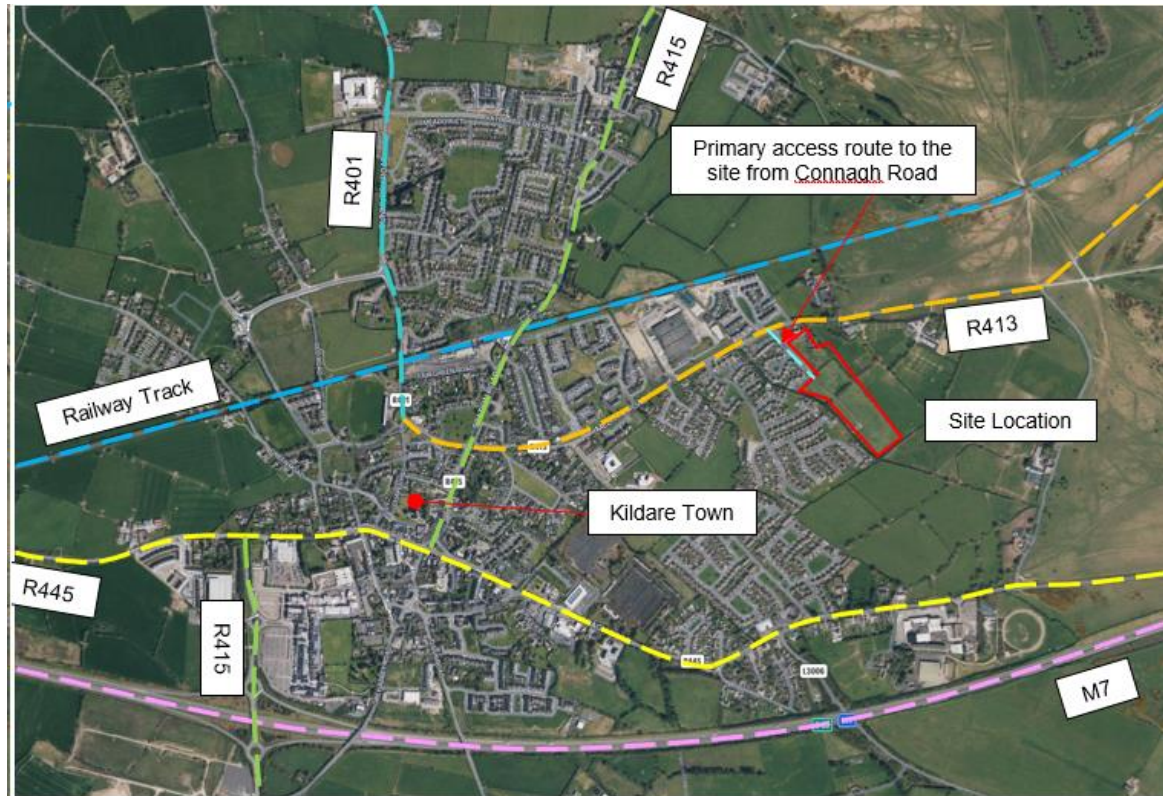 R415
R401
Primary access route to the
site from Connagh Road
R413
Railway Track
Site Location
Kildare Town
R445
R415
L3006
M7